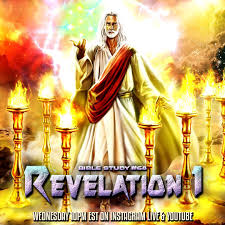 BIBLE STUDY #68
REVELATION 1
WEDNESDAY 10PM EST ON INSTAGRAM LIVE & YOUTUBE